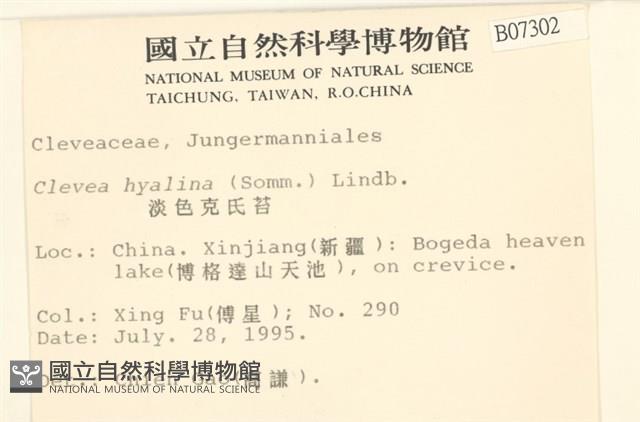 國立自然科學博物館
B07302
NATIONAL MUSEUM OF NATURAL SCIENCE
TAICHUNG, TAIWAN, R.O.CHINA
Cleveaceae, Jungermanniales
Clevea hyalina (Somm.) Lindb.
淡色克氏苔
Loc.: China. Xinjiang(新疆): Bogeda heaven
lake(博格達山天池), on crevice.
Col.: Xing Fu(傅星); No. 290
Date: July. 28, 1995.
國立自然科學博物館
NATIONAL MUSEUM OF NATURAL SCIENCE
謙).